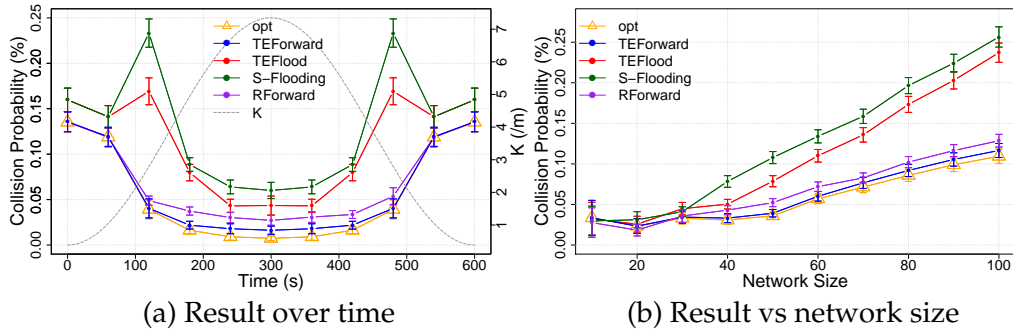 opt
TEForward
TEFlood
S−Flooding
RForward
K
Collision Probability (%)
0.00
0.05
0.10
0.15
0.20
0.25
0 100 200 300 400 500 600
Time (s)
1 2 3 4 5 6 7
K (/m)
(a) Result over time
opt
TEForward
TEFlood
S−Flooding
RForward
Collision Probability (%)
0.00
0.05
0.10
0.15
0.20
0.25
20 40 60 80 100
Network Size
(b) Result vs network size